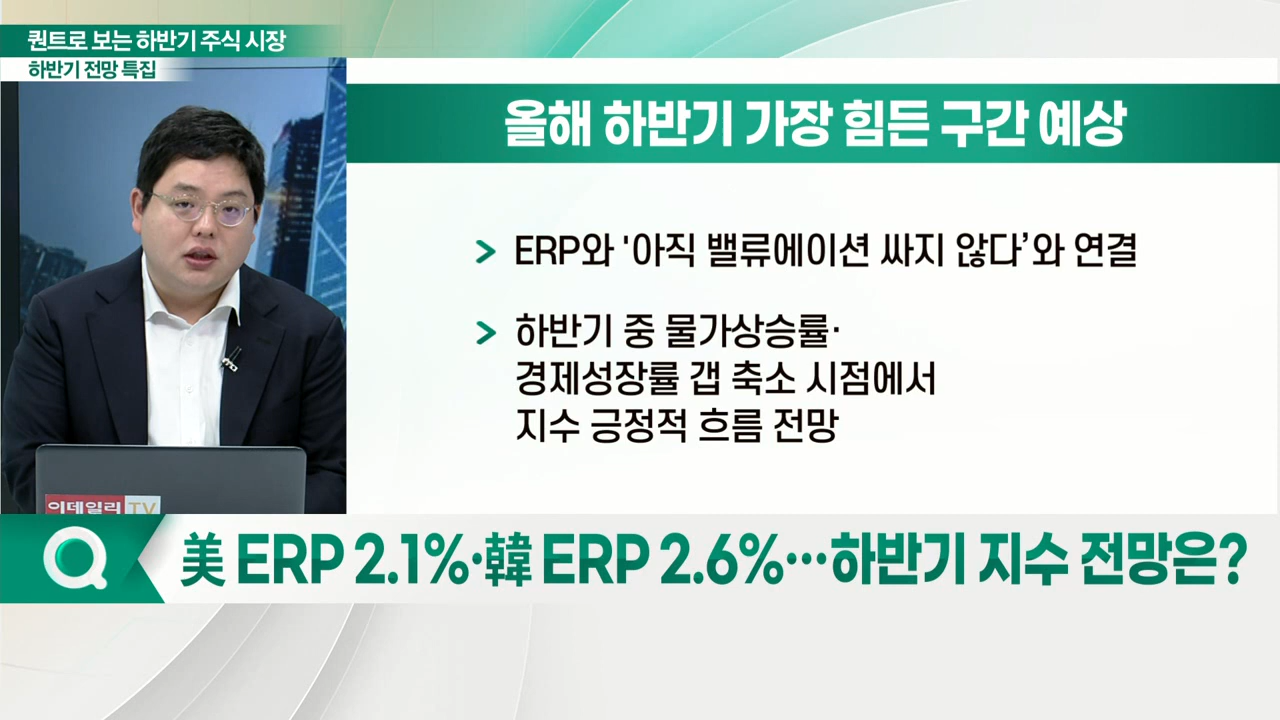 퀀트로 보는 하반기 주식 시장
하반기 전망 특집
올해 하반기 가장 힘든 구간 예상
ERP와 '아직 밸류에이션 싸지 않다’와 연결
하반기 중 물가상승률·
경제성장률 갭 축소 시점에서
지수 긍정적 흐름 전망
이데일리 TV
美 ERP 2.1%·韓 ERP 2.6%…하반기 지수 전망은?